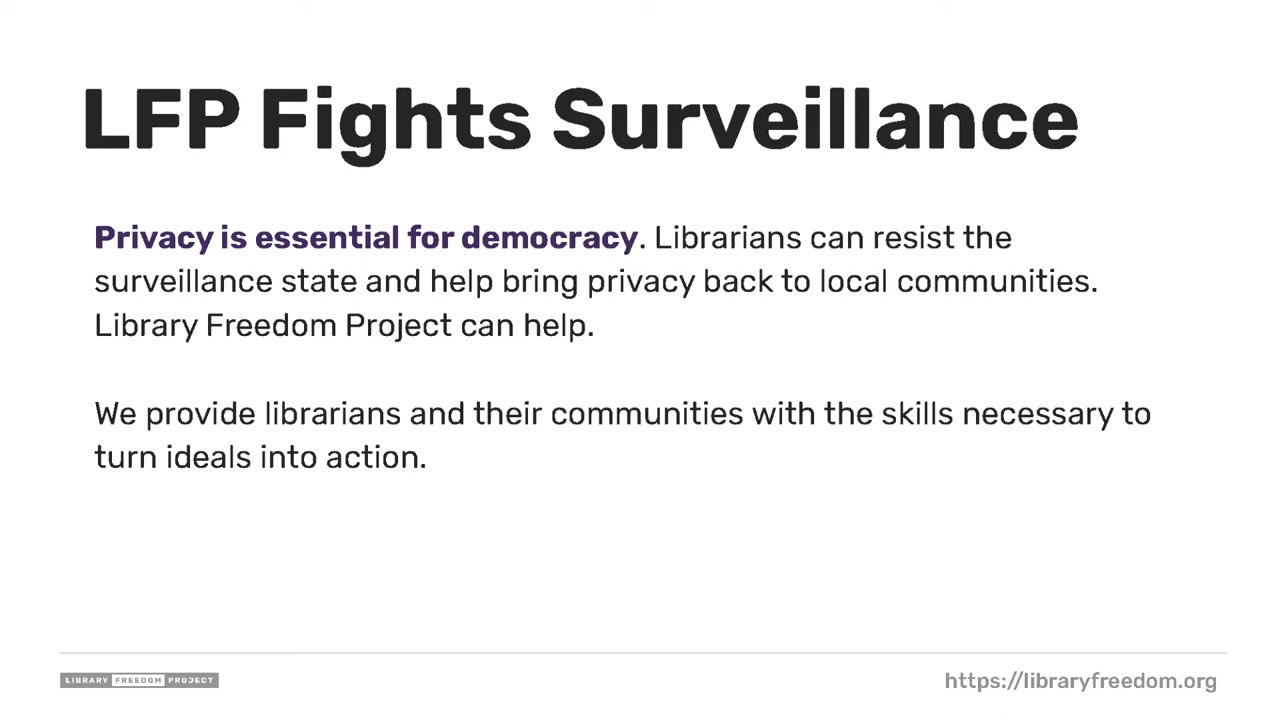 LFP Fights Surveillance
Privacy is essential for democracy. Librarians can resist the
surveillance state and help bring privacy back to local communities.
Library Freedom Project can help.
We provide librarians and their communities with the skills necessary to
turn ideals into action.
LIBRARY FREEDOM PROJECT
https://libraryfreedom.org